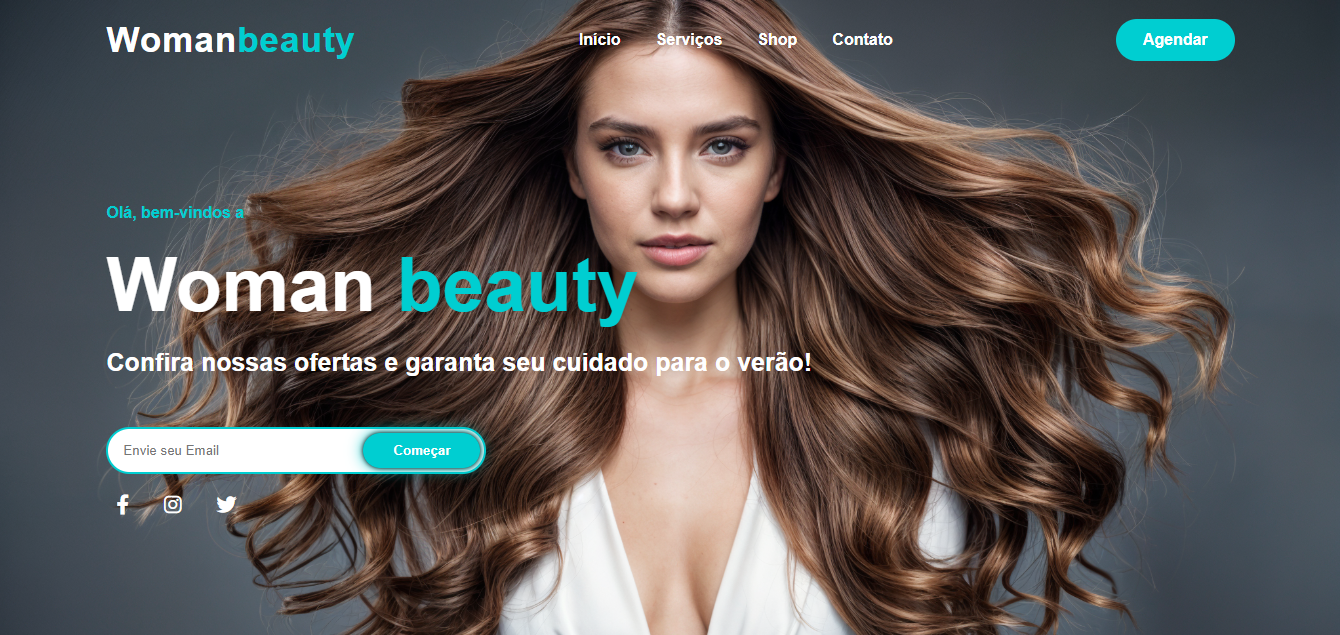 Womanbeauty
Início
Serviços
Shop
Contato
Agendar
Olá, bem-vindos a
Woman beauty
Confira nossas ofertas e garanta seu cuidado para o verão!
Envie seu Email
Começar